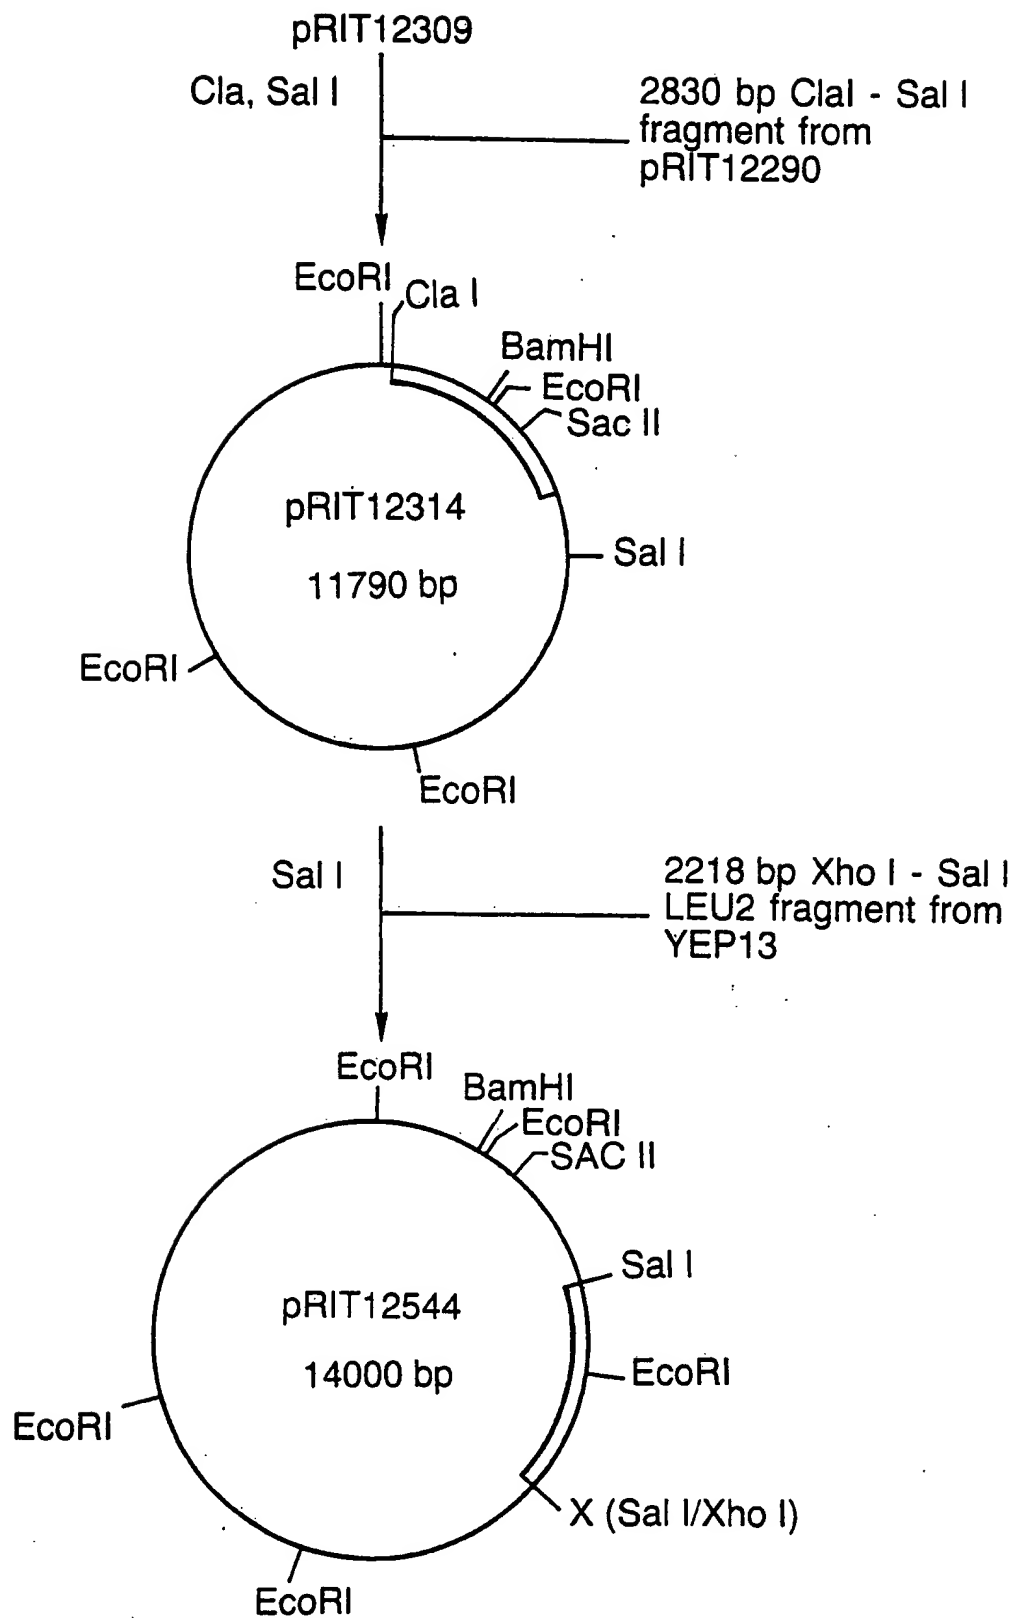 pRIT12309
Cla, Sal I
2830 bp ClaI - Sal I
fragment from
pRIT12290
EcoRI
Cla I
BamHI
EcoRI
Sac II
pRIT12314
11790 bp
Sal I
EcoRI
EcoRI
Sal I
2218 bp Xho I - Sal I
LEU2 fragment from
YEP13
EcoRI
BamHI
EcoRI
SAC II
Sal I
pRIT12544
14000 bp
EcoRI
EcoRI
X (Sal I/Xho I)
EcoRI